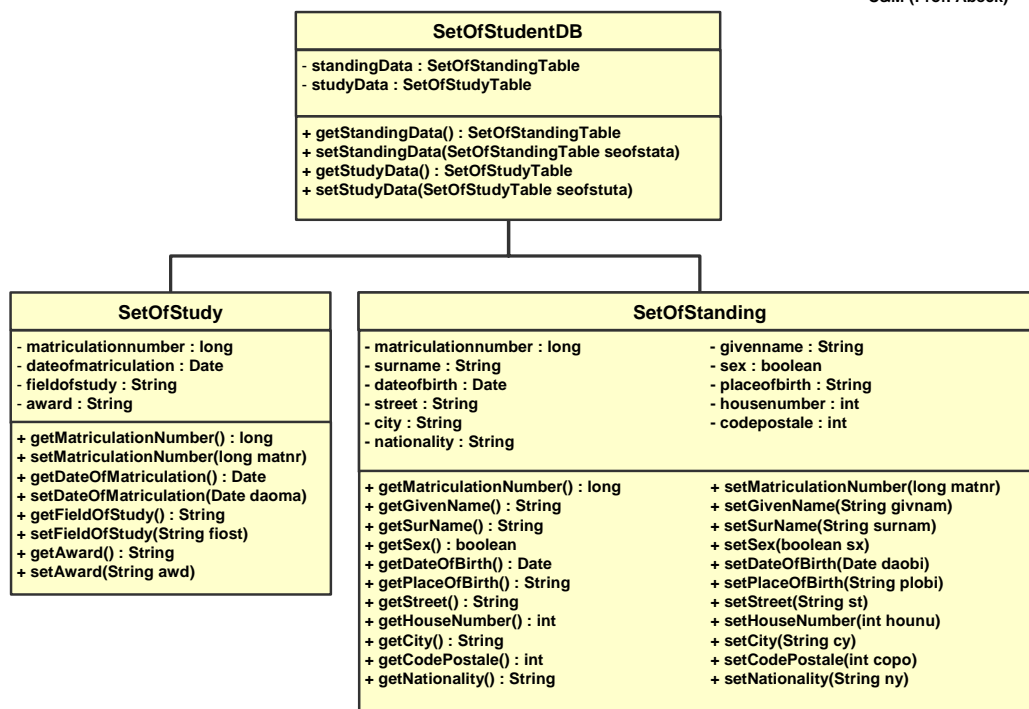 SetOfStudentDB
- standingData : SetOfStandingTable
- studyData : SetOfStudyTable
+ getStandingData() : SetOfStandingTable
+ setStandingData(SetOfStandingTable seofstata)
+ getStudyData() : SetOfStudyTable
+ setStudyData(SetOfStudyTable seofstuta)
SetOfStudy
- matriculationnumber : long
- dateofmatriculation : Date
- fieldofstudy : String
- award : String
+ getMatriculationNumber() : long
+ setMatriculationNumber(long matnr)
+ getDateOfMatriculation() : Date
+ setDateOfMatriculation(Date daoma)
+ getFieldOfStudy() : String
+ setFieldOfStudy(String fiost)
+ getAward() : String
+ setAward(String awd)
SetOfStanding
- matriculationnumber : long
- surname : String
- dateofbirth : Date
- street : String
- city : String
- nationality : String
- givenname : String
- sex : boolean
- placeofbirth : String
- housenumber : int
- codepostale : int
+ getMatriculationNumber() : long
+ getGivenName() : String
+ getSurName() : String
+ getSex() : boolean
+ getDateOfBirth() : Date
+ getPlaceOfBirth() : String
+ getStreet() : String
+ getHouseNumber() : int
+ getCity() : String
+ getCodePostale() : int
+ getNationality() : String
+ setMatriculationNumber(long matnr)
+ setGivenName(String givnam)
+ setSurName(String surnam)
+ setSex(boolean sx)
+ setDateOfBirth(Date daobi)
+ setPlaceOfBirth(String plobi)
+ setStreet(String st)
+ setHouseNumber(int hounu)
+ setCity(String cy)
+ setCodePostale(int copo)
+ setNationality(String ny)